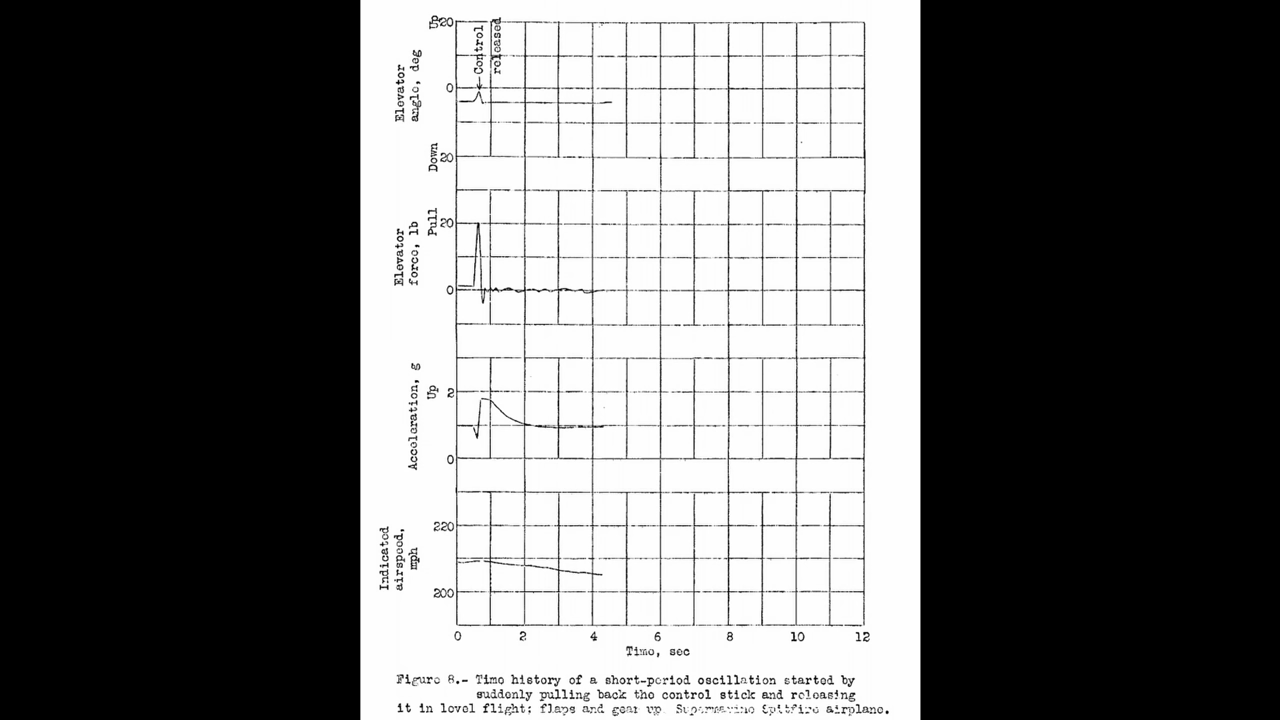 Up
20
Control
released
0
Elevator
angle, deg
Down
20
Pull
20
Elevator
force, lb
0
Acceleration, g
Up
2
0
Indicated
airspeed,
mph
220
200
0 2 4 6 8 10 12
Time, sec
Figure 8.- Time history of a short-period oscillation started by
suddenly pulling back the control stick and releasing
it in level flight; flaps and gear up. Supermarine Spitfire airplane.